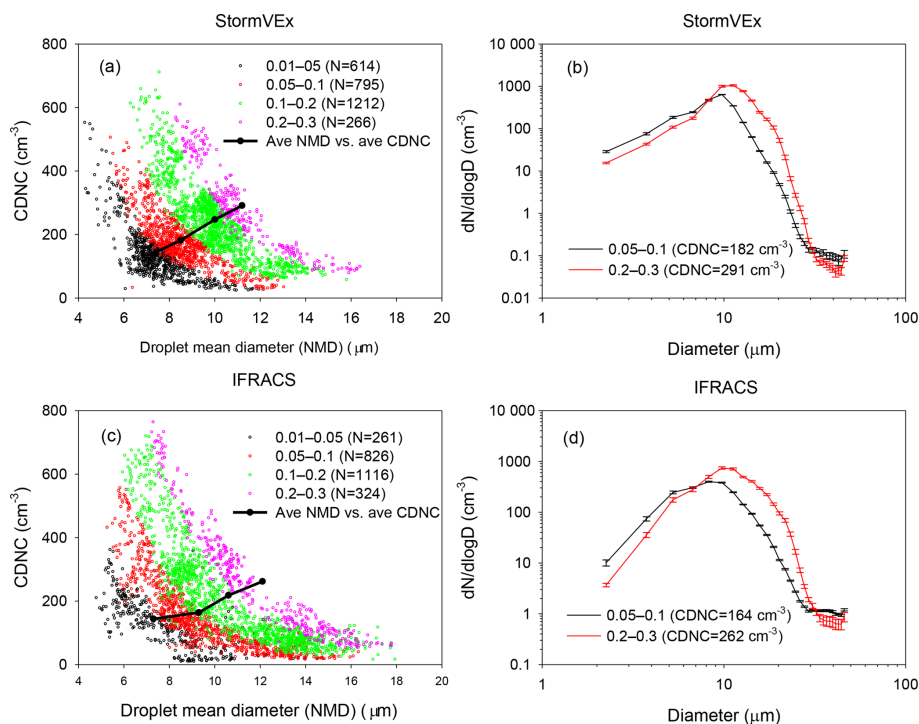 StormVEx
StormVEx
(a)
0.01–05 (N=614)
0.05–0.1 (N=795)
0.1–0.2 (N=1212)
0.2–0.3 (N=266)
Ave NMD vs. ave CDNC
CDNC (cm-3)
800
600
400
200
0
4 6 8 10 12 14 16 18 20
Droplet mean diameter (NMD) ( μm)
(b)
dN/dlogD (cm-3)
10 000
1000
100
10
1
0.1
0.01
0.05–0.1 (CDNC=182 cm-3)
0.2–0.3 (CDNC=291 cm-3)
1 10 100
Diameter (μm)
IFRACS
IFRACS
(c)
0.01–0.05 (N=261)
0.05–0.1 (N=826)
0.1–0.2 (N=1116)
0.2–0.3 (N=324)
Ave NMD vs. ave CDNC
CDNC (cm-3)
800
600
400
200
0
4 6 8 10 12 14 16 18 20
Droplet mean diameter (NMD) (μm)
(d)
dN/dlogD (cm-3)
10 000
1000
100
10
1
0.1
0.05–0.1 (CDNC=164 cm-3)
0.2–0.3 (CDNC=262 cm-3)
1 10 100
Diameter (μm)